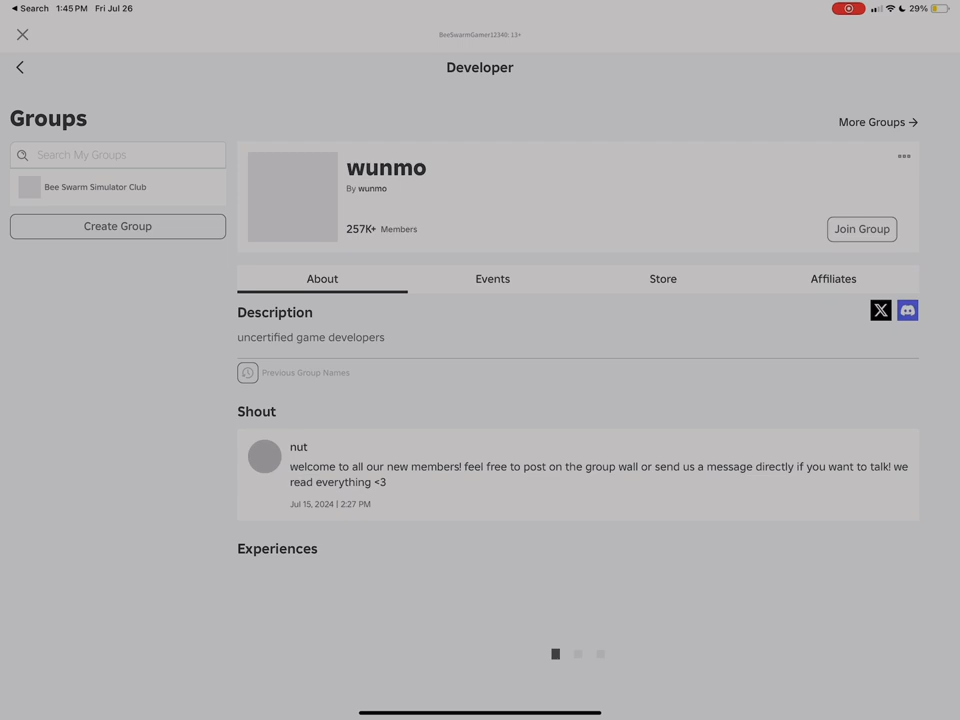 ◀ Search 1:45 PM Fri Jul 26 29%
BeeSwarmGamer12340: 13+
Developer
Groups
More Groups →
Search My Groups
Bee Swarm Simulator Club
Create Group
wunmo
By wunmo
257K+ Members
Join Group
About Events Store Affiliates
Description
uncertified game developers
Previous Group Names
Shout
nut
welcome to all our new members! feel free to post on the group wall or send us a message directly if you want to talk! we
read everything <3
Jul 15, 2024 | 2:27 PM
Experiences